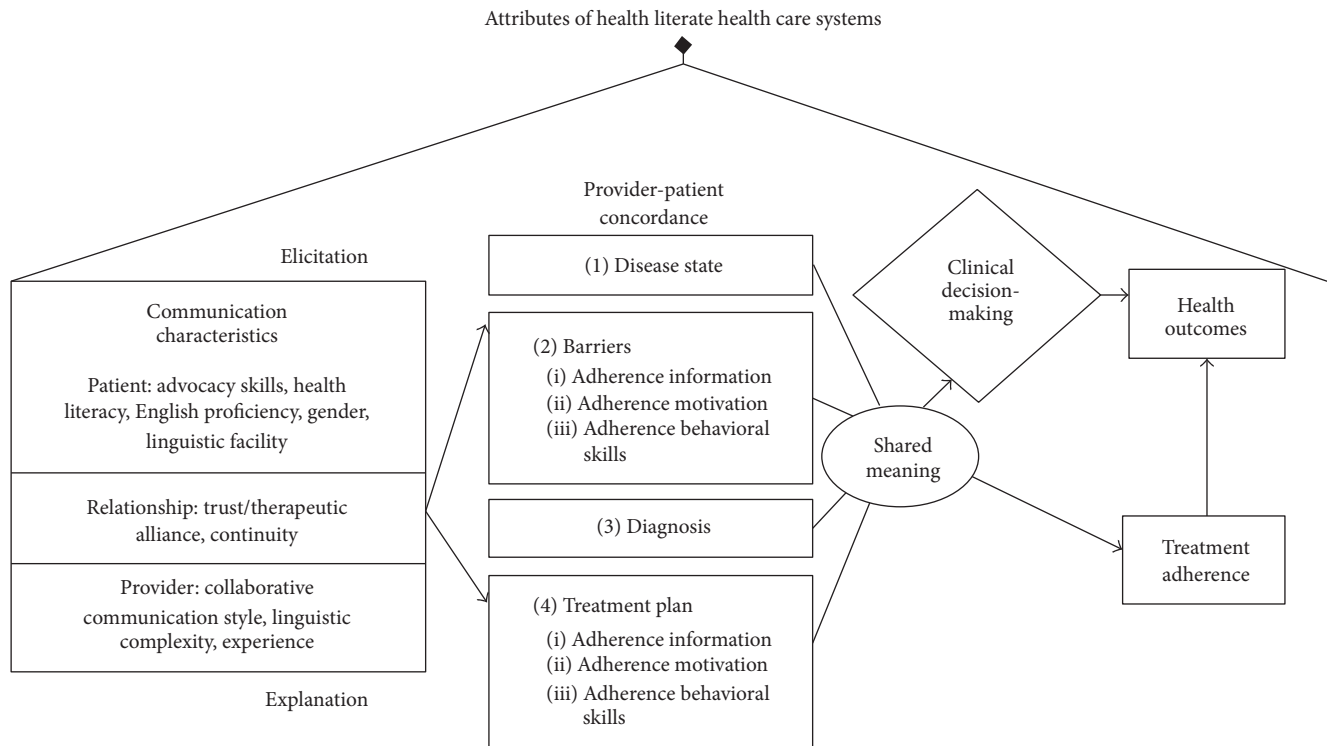 Attributes of health literate health care systems
Elicitation
Communication
characteristics
Patient: advocacy skills, health
literacy, English proficiency, gender,
linguistic facility
Relationship: trust/therapeutic
alliance, continuity
Provider: collaborative
communication style, linguistic
complexity, experience
Explanation
Provider-patient
concordance
(1) Disease state
(2) Barriers
(i) Adherence information
(ii) Adherence motivation
(iii) Adherence behavioral
skills
(3) Diagnosis
(4) Treatment plan
(i) Adherence information
(ii) Adherence motivation
(iii) Adherence behavioral
skills
Shared
meaning
Clinical
decision-
making
Health
outcomes
Treatment
adherence